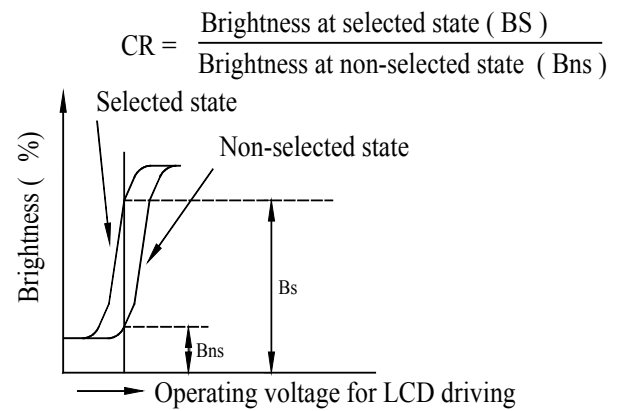 CR = Brightness at selected state ( BS )
Brightness at non-selected state ( Bns )
Selected state
Non-selected state
Brightness ( %)
Bs
Bns
Operating voltage for LCD driving